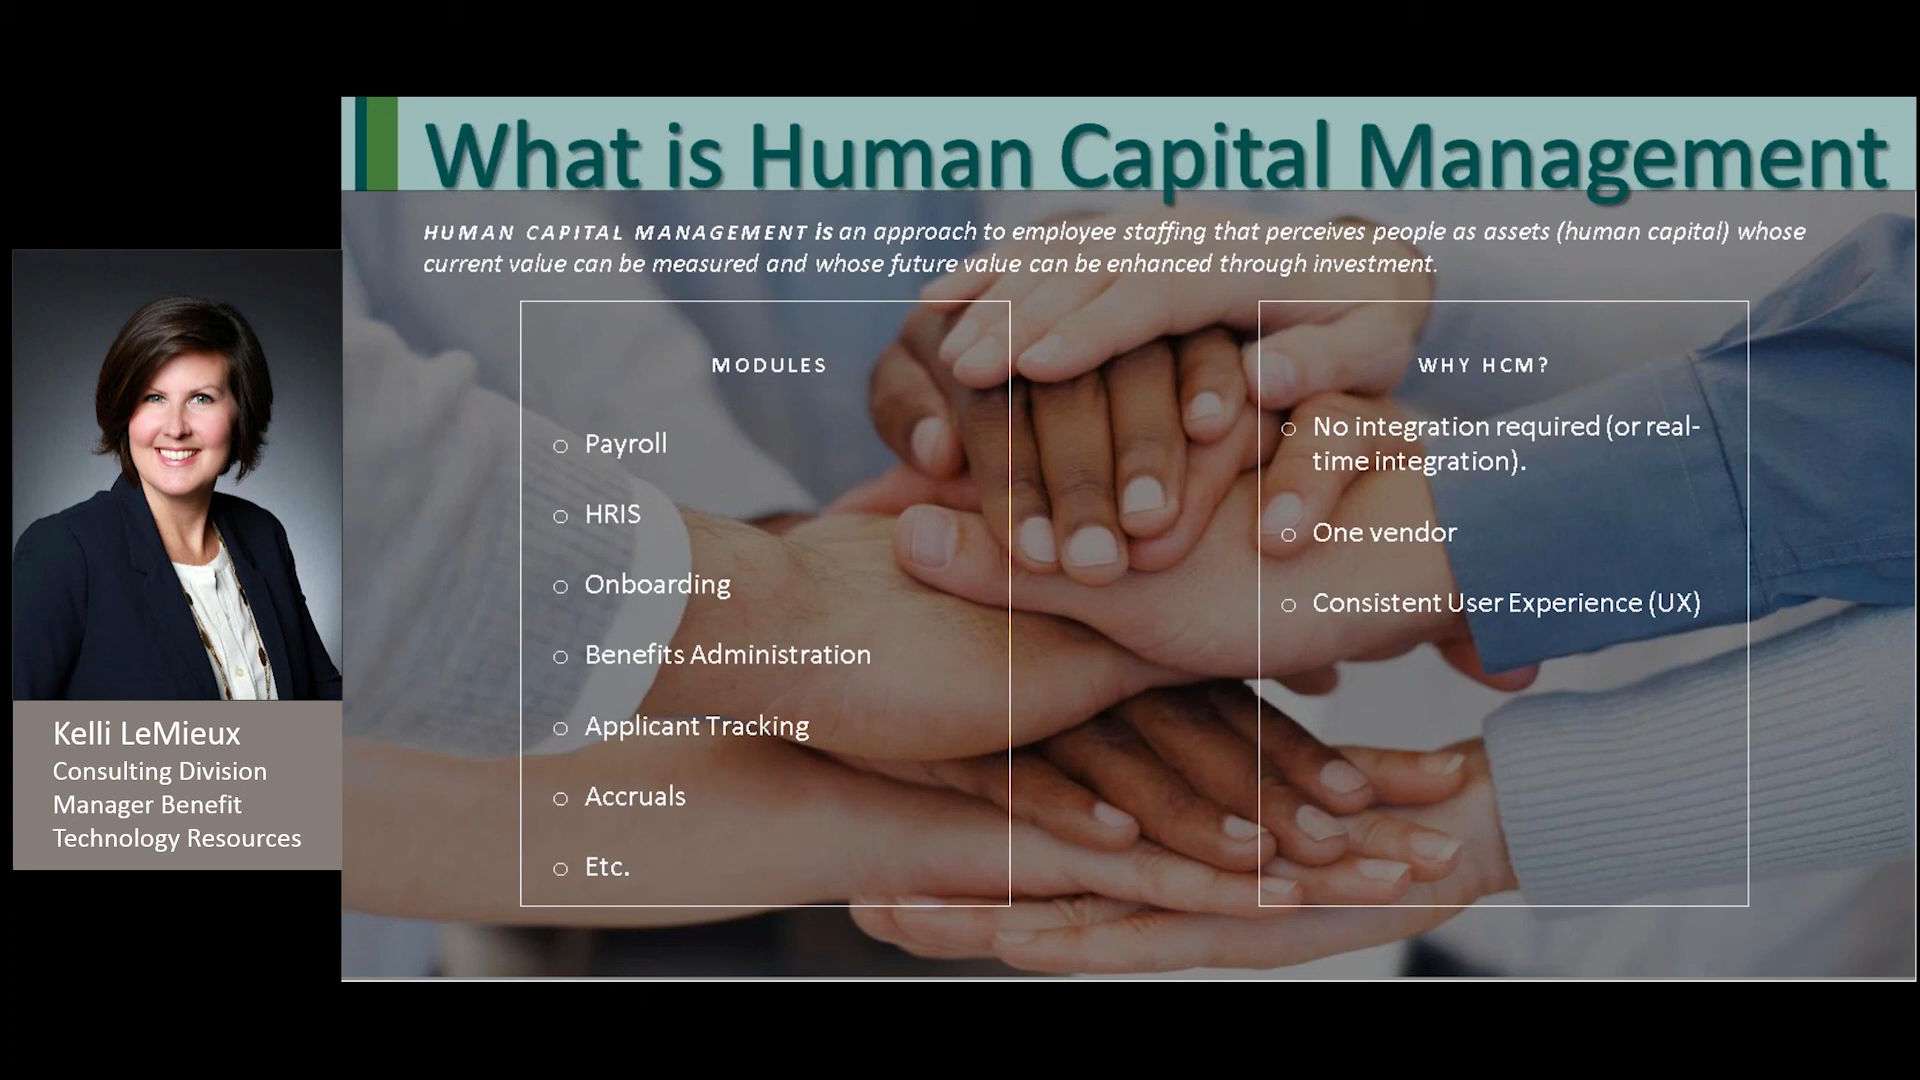 What is Human Capital Management
HUMAN CAPITAL MANAGEMENT is an approach to employee staffing that perceives people as assets (human capital) whose
current value can be measured and whose future value can be enhanced through investment.
MODULES
Payroll
HRIS
Onboarding
Benefits Administration
Applicant Tracking
Accruals
Etc.
WHY HCM?
No integration required (or real-
time integration).
One vendor
Consistent User Experience (UX)
Kelli LeMieux
Consulting Division
Manager Benefit
Technology Resources